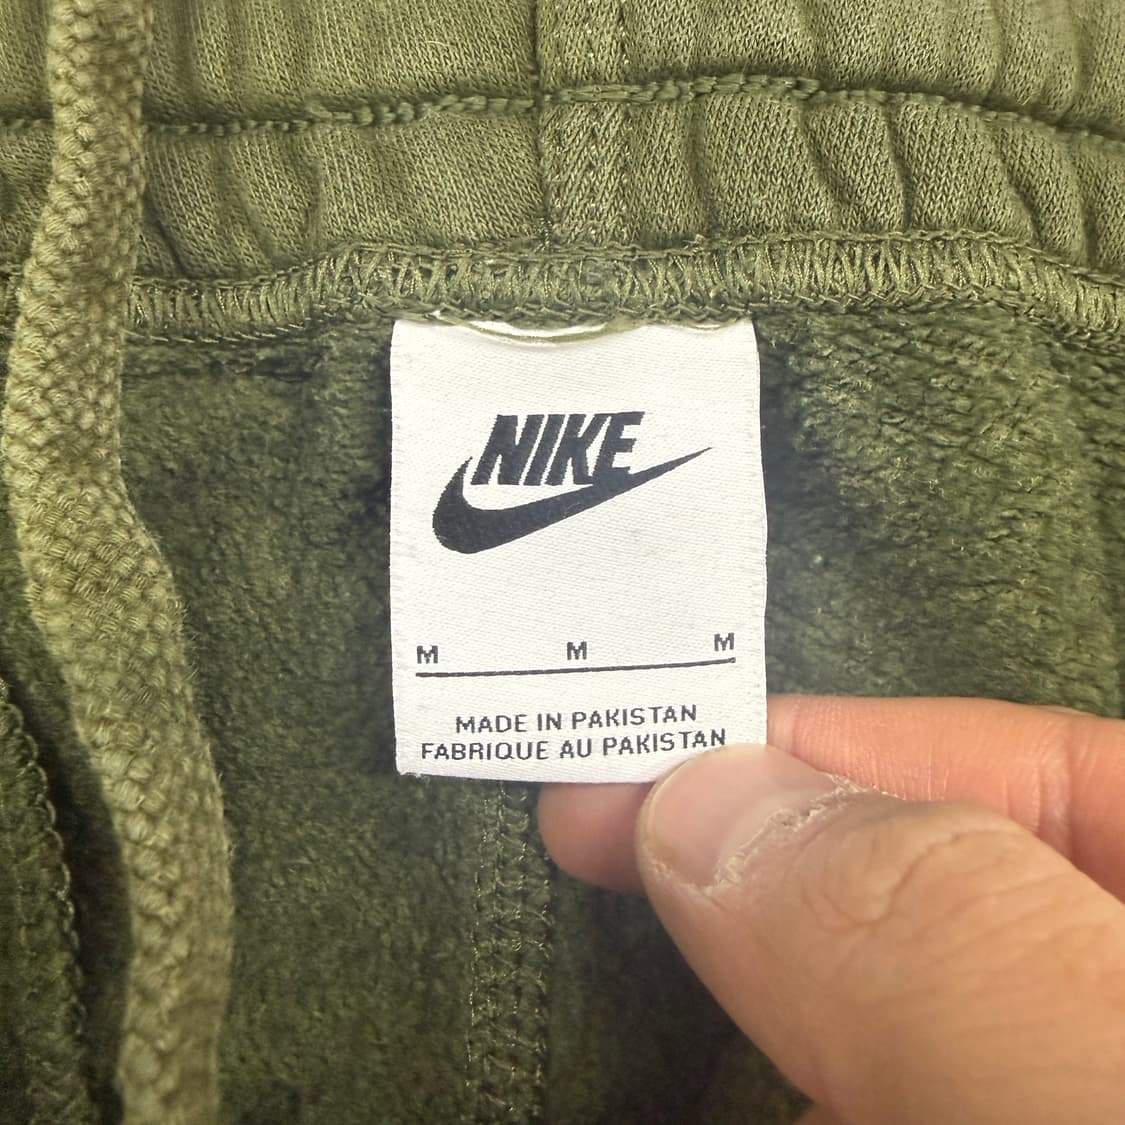 NIKE
M M M
MADE IN PAKISTAN
FABRIQUE AU PAKISTAN